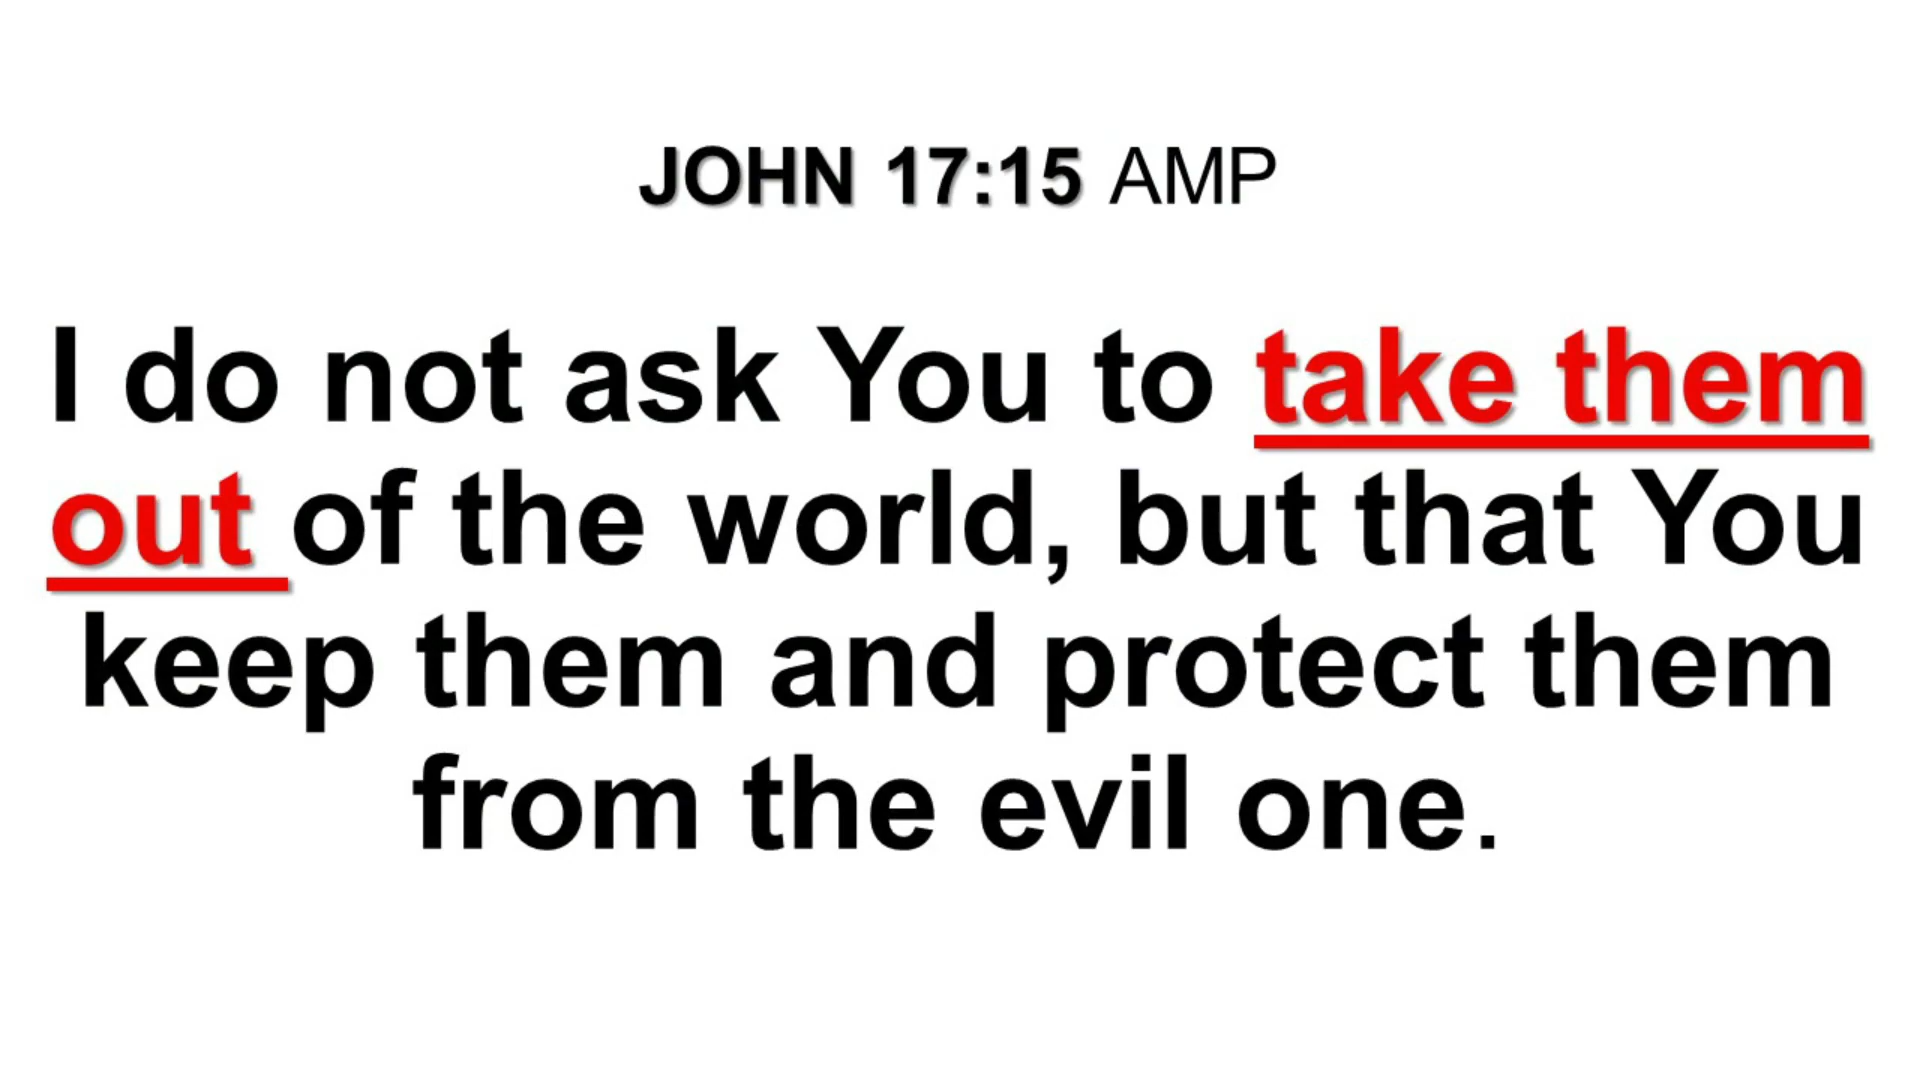 JOHN 17:15 AMP
I do not ask You to take them
out of the world, but that You
keep them and protect them
from the evil one.